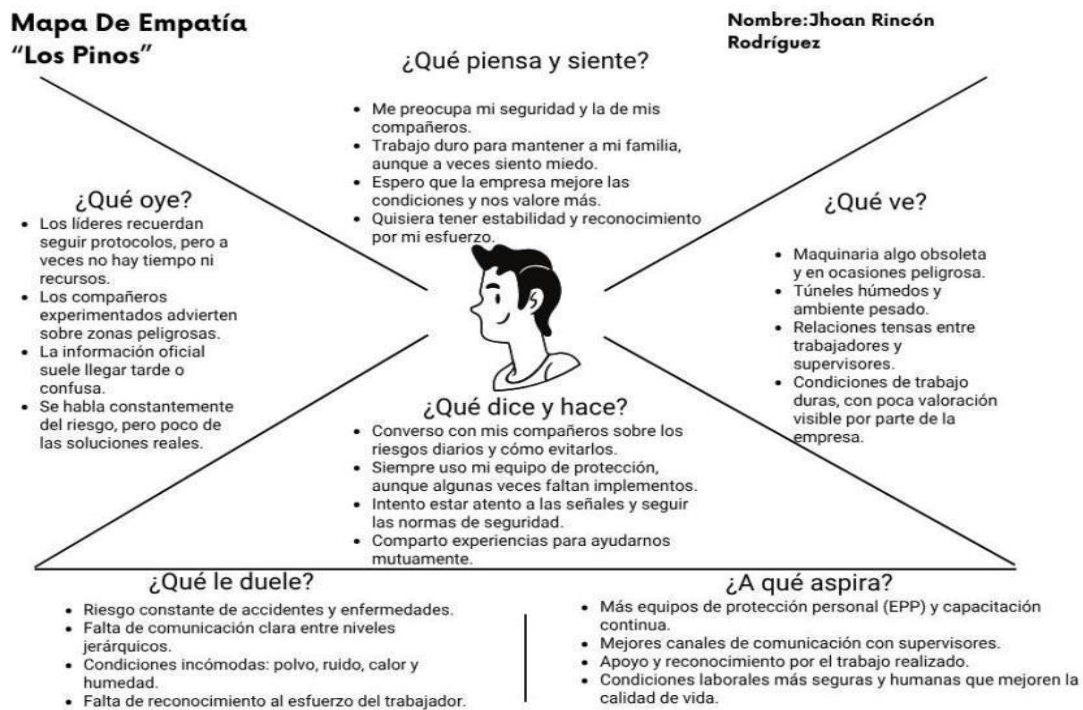 Mapa De Empatía
“Los Pinos”
Nombre:Jhoan Rincón
Rodríguez
¿Qué piensa y siente?
• Me preocupa mi seguridad y la de mis
compañeros.
• Trabajo duro para mantener a mi familia,
aunque a veces siento miedo.
• Espero que la empresa mejore las
condiciones y nos valore más.
• Quisiera tener estabilidad y reconocimiento
por mi esfuerzo.
¿Qué oye?
• Los líderes recuerdan
seguir protocolos, pero a
veces no hay tiempo ni
recursos.
• Los compañeros
experimentados advierten
sobre zonas peligrosas.
• La información oficial
suele llegar tarde o
confusa.
• Se habla constantemente
del riesgo, pero poco de
las soluciones reales.
¿Qué ve?
• Maquinaria algo obsoleta
y en ocasiones peligrosa.
• Túneles húmedos y
ambiente pesado.
• Relaciones tensas entre
trabajadores y
supervisores.
• Condiciones de trabajo
duras, con poca valoración
visible por parte de la
empresa.
¿Qué dice y hace?
• Converso con mis compañeros sobre los
riesgos diarios y cómo evitarlos.
• Siempre uso mi equipo de protección,
aunque algunas veces faltan implementos.
• Intento estar atento a las señales y seguir
las normas de seguridad.
• Comparto experiencias para ayudarnos
mutuamente.
¿Qué le duele?
• Riesgo constante de accidentes y enfermedades.
• Falta de comunicación clara entre niveles
jerárquicos.
• Condiciones incómodas: polvo, ruido, calor y
humedad.
• Falta de reconocimiento al esfuerzo del trabajador.
¿A qué aspira?
• Más equipos de protección personal (EPP) y capacitación
continua.
• Mejores canales de comunicación con supervisores.
• Apoyo y reconocimiento por el trabajo realizado.
• Condiciones laborales más seguras y humanas que mejoren la
calidad de vida.